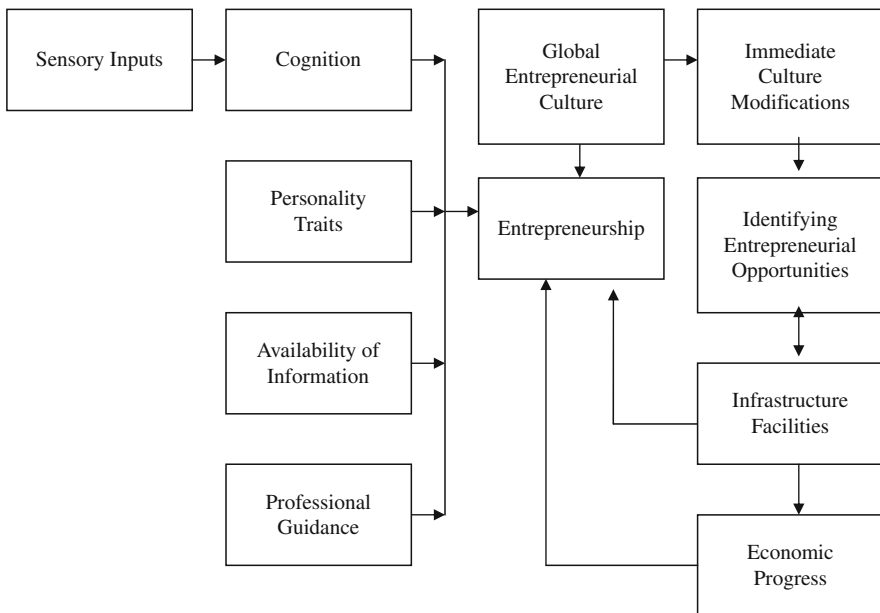 Sensory Inputs
Cognition
Global
Entrepreneurial
Culture
Immediate
Culture
Modifications
Personality
Traits
Entrepreneurship
Identifying
Entrepreneurial
Opportunities
Availability of
Information
Infrastructure
Facilities
Professional
Guidance
Economic
Progress